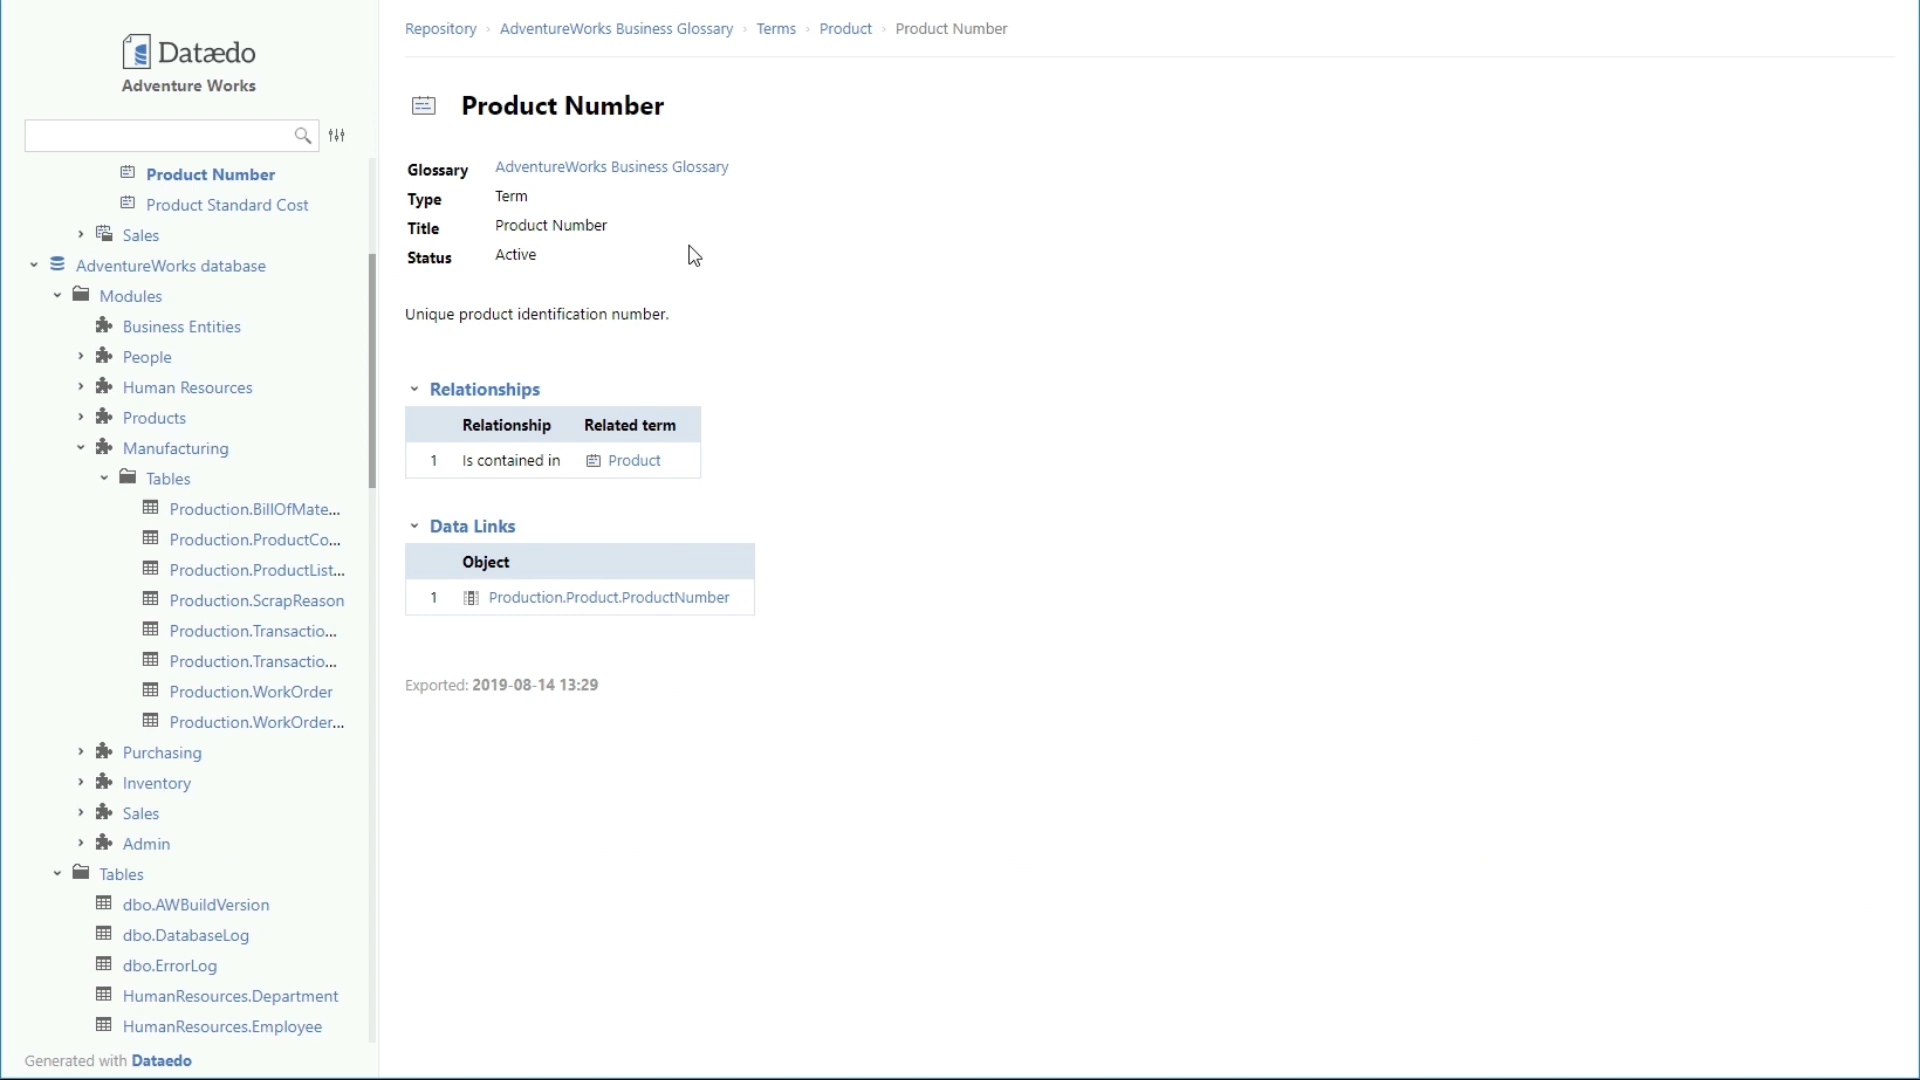 Datædo
Adventure Works
Product Number
Product Standard Cost
Sales
AdventureWorks database
Modules
Business Entities
People
Human Resources
Products
Manufacturing
Tables
Production.BillOfMate...
Production.ProductCo...
Production.ProductList...
Production.ScrapReason
Production.Transactio...
Production.Transactio...
Production.WorkOrder
Production.WorkOrder...
Purchasing
Inventory
Sales
Admin
Tables
dbo.AWBuildVersion
dbo.DatabaseLog
dbo.ErrorLog
HumanResources.Department
HumanResources.Employee
Generated with Dataedo
Repository › AdventureWorks Business Glossary › Terms › Product › Product Number
Product Number
Glossary AdventureWorks Business Glossary
Type Term
Title Product Number
Status Active
Unique product identification number.
Relationships
Relationship Related term
1 Is contained in Product
Data Links
Object
1 Production.Product.ProductNumber
Exported: 2019-08-14 13:29